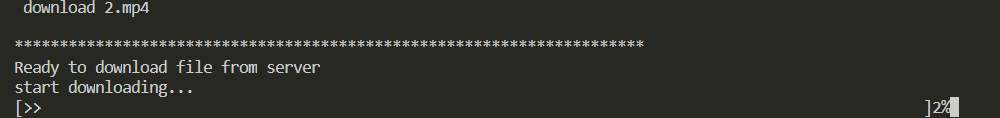 download 2.mp4
**********************************************************************
Ready to download file from server
start downloading...
[>> ]2%